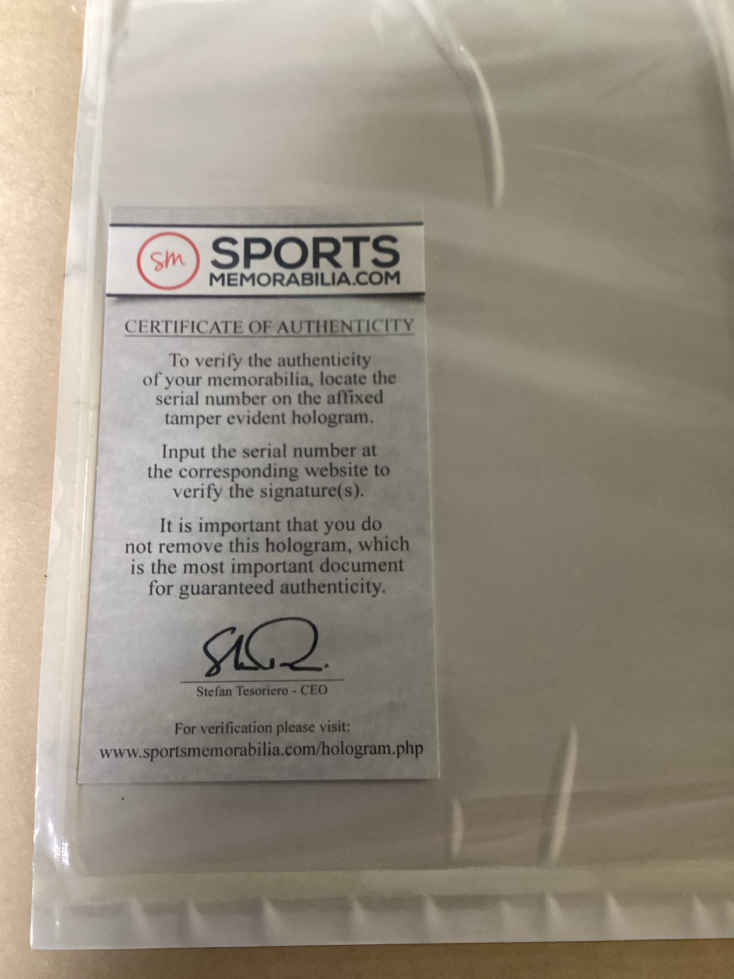 sm
SPORTS
MEMORABILIA.COM
CERTIFICATE OF AUTHENTICITY
To verify the authenticity
of your memorabilia, locate the
serial number on the affixed
tamper evident hologram.
Input the serial number at
the corresponding website to
verify the signature(s).
It is important that you do
not remove this hologram, which
is the most important document
for guaranteed authenticity.
Stefan Tesoriero - CEO
For verification please visit:
www.sportsmemorabilia.com/hologram.php